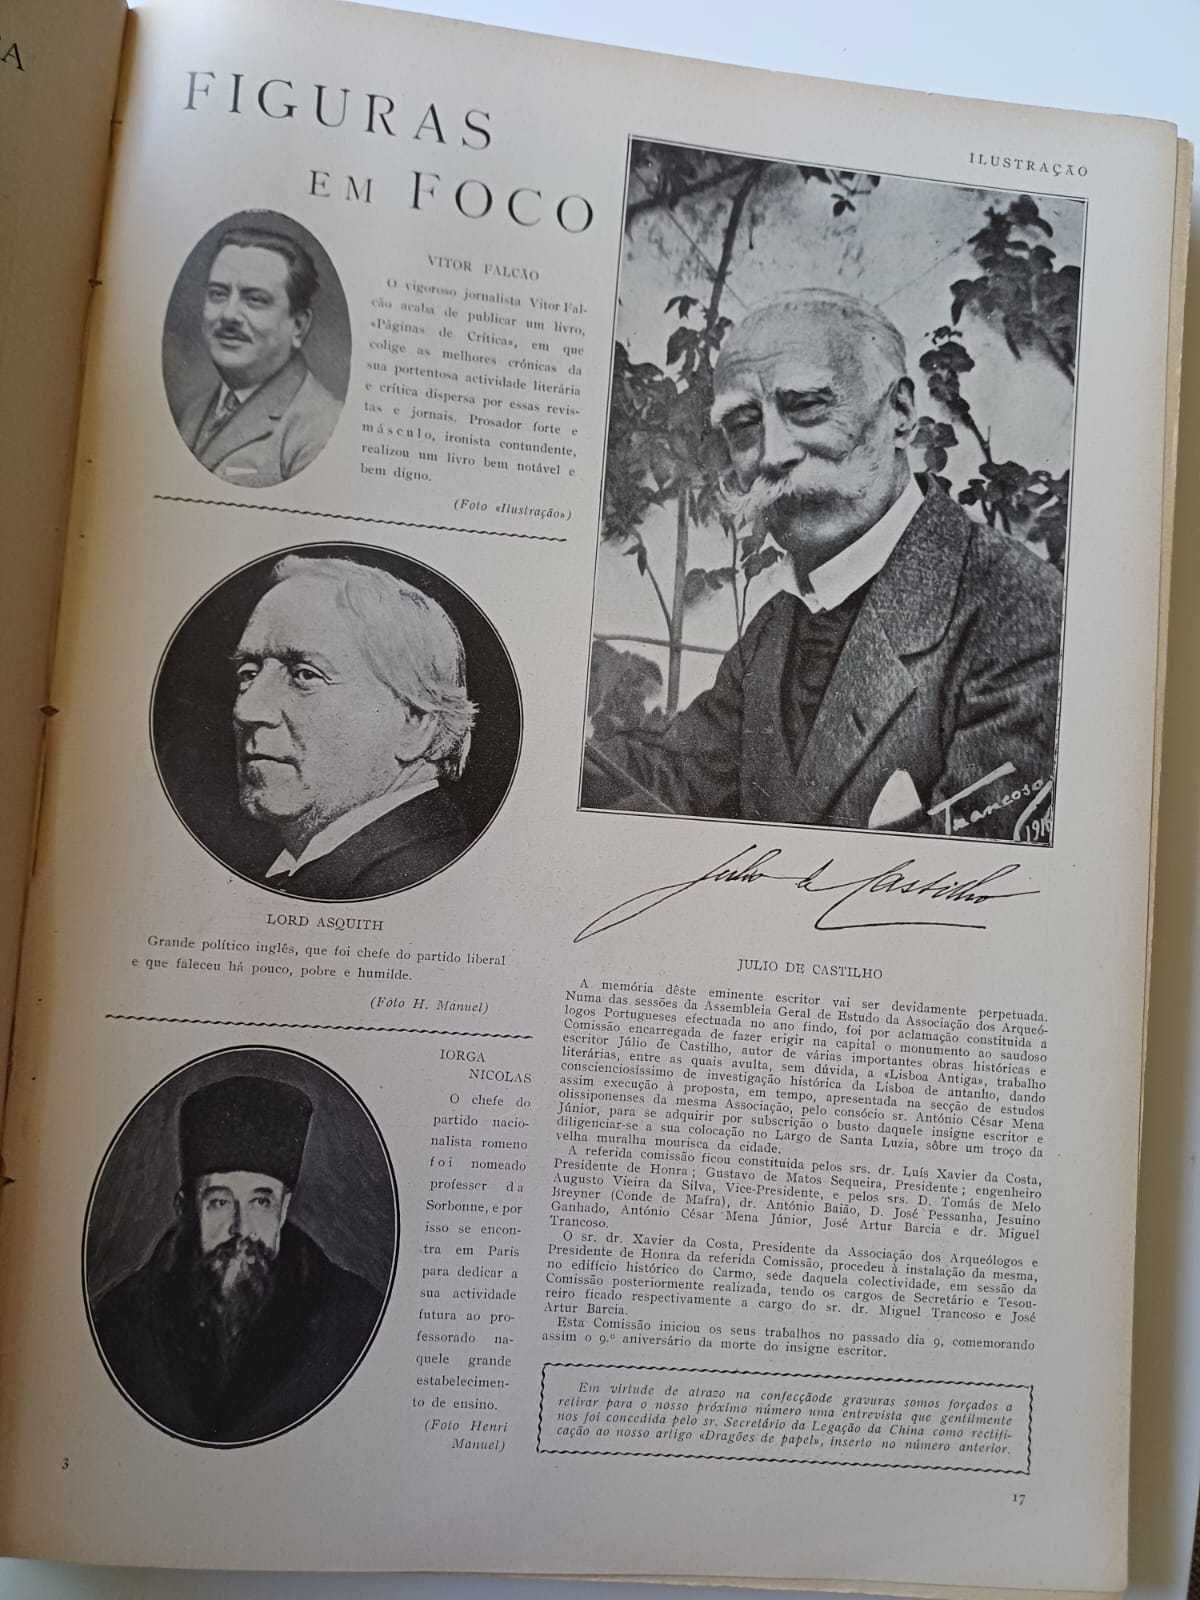 A
FIGURAS
EM FOCO
ILUSTRAÇÃO
VITOR FALCÃO
O vigoroso jornalista Vitor Fal-
cão acaba de publicar um livro,
«Páginas de Crítica», em que
colige as melhores crónicas da
sua portentosa actividade literária
e crítica dispersa por essas revis-
tas e jornais. Prosador forte e
másculo, ironista contundente,
realizou um livro bem notável e
bem digno.
(Foto «Ilustração»)
LORD ASQUITH
Grande político inglês, que foi chefe do partido liberal
e que faleceu há pouco, pobre e humilde.
(Foto H. Manuel)
IORGA
NICOLAS
O chefe do
partido nacio-
nalista romeno
foi nomeado
professer da
Sorbonne, e por
isso se encon-
tra em Paris
para dedicar a
sua actividade
futura ao pro-
fessorado na-
quele grande
estabelecimen-
to de ensino.
(Foto Henri
Manuel)
Trancoso
Julio de Castilho
JULIO DE CASTILHO
A memória dêste eminente escritor vai ser devidamente perpetuada.
Numa das sessões da Assembleia Geral de Estudo da Associação dos Arqueó-
logos Portugueses efectuada no ano findo, foi por aclamação constituida a
Comissão encarregada de fazer erigir na capital o monumento ao saudoso
escritor Júlio de Castilho, autor de várias importantes obras históricas e
literárias, entre as quais avulta, sem dúvida, a «Lisboa Antiga», trabalho
consciencosíssimo de investigação histórica da Lisboa de antanho, dando
assim execução à proposta, em tempo, apresentada na secção de estudos
olissiponenses da mesma Associação, pelo consócio sr. António César Mena
Júnior, para se adquirir por subscrição o busto daquele insigne escritor e
diligenciar-se a sua colocação no Largo de Santa Luzia, sôbre um troço da
velha muralha mourisca da cidade.
A referida comissão ficou constituida pelos srs. dr. Luís Xavier da Costa,
Presidente de Honra; Gustavo de Matos Sequeira, Presidente; engenheiro
Augusto Vieira da Silva, Vice-Presidente, e pelos srs. D. Tomás de Melo
Breyner (Conde de Mafra), dr. António Baião, D. José Pessanha, Jesuino
Ganhado, António César Mena Júnior, José Artur Barcia e dr. Miguel
Trancoso.
O sr. dr. Xavier da Costa, Presidente da Associação dos Arqueólogos e
Presidente de Honra da referida Comissão, procedeu à instalação da mesma,
no edifício histórico do Carmo, sede daquela colectividade, em sessão da
Comissão posteriormente realizada, tendo os cargos de Secretário e Tesou-
reiro ficado respectivamente a cargo do sr. dr. Miguel Trancoso e José
Artur Barcia.
Esta Comissão iniciou os seus trabalhos no passado dia 9, comemorando
assim o 9.º aniversário da morte do insigne escritor.
Em virtude de atrazo na confecçãode gravuras somos forçados a
retirar para o nosso próximo número uma entrevista que gentilmente
nos foi concedida pelo sr. Secretário da Legação da China como rectifi-
cação ao nosso artigo «Dragões de papel», inserto no número anterior.
3
17